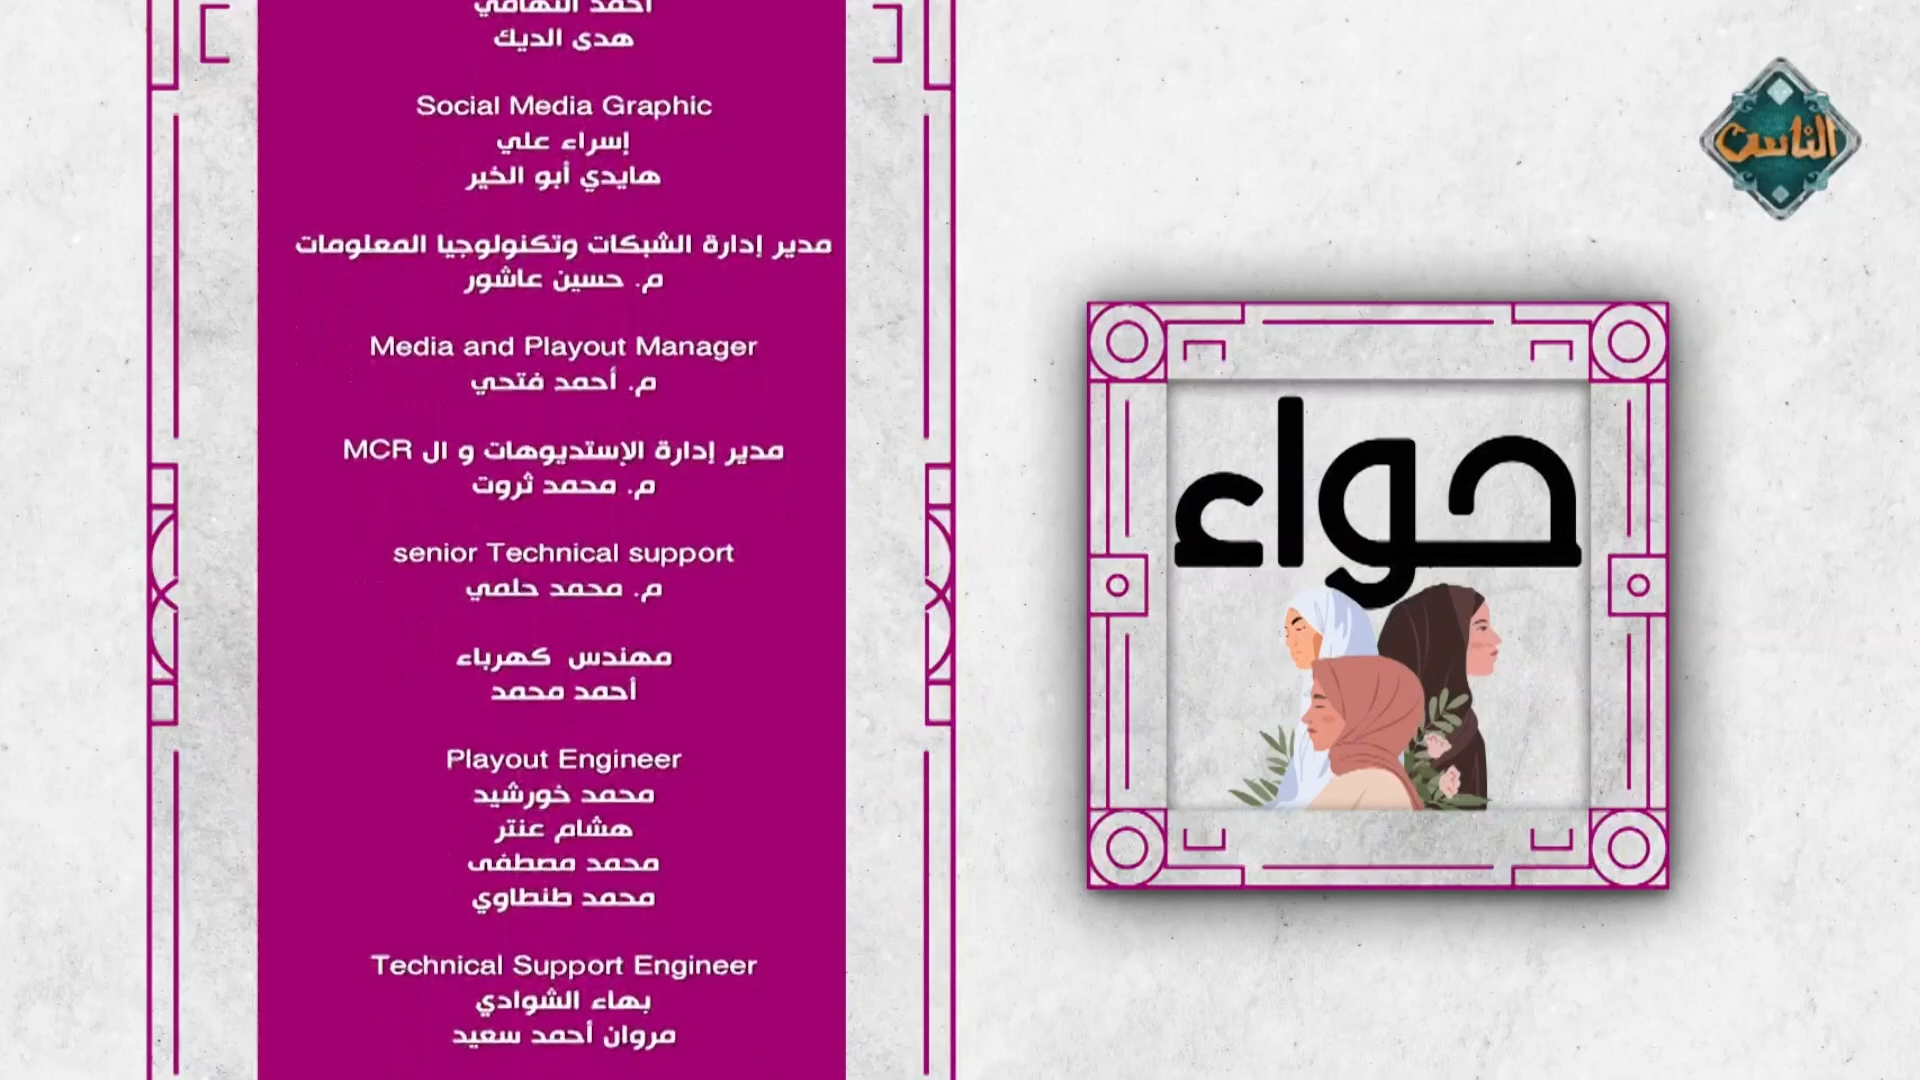 أحمد التهامي
هدى الديك
Social Media Graphic
إسراء علي
هايدي أبو الخير
مدير إدارة الشبكات وتكنولوجيا المعلومات
م. حسين عاشور
Media and Playout Manager
م. أحمد فتحي
مدير إدارة الإستديوهات و ال MCR
م. محمد ثروت
senior Technical support
م. محمد حلمي
مهندس كهرباء
أحمد محمد
Playout Engineer
محمد خورشيد
هشام عنتر
محمد مصطفى
محمد طنطاوي
Technical Support Engineer
بهاء الشوادي
مروان أحمد سعيد
الناس
حواء